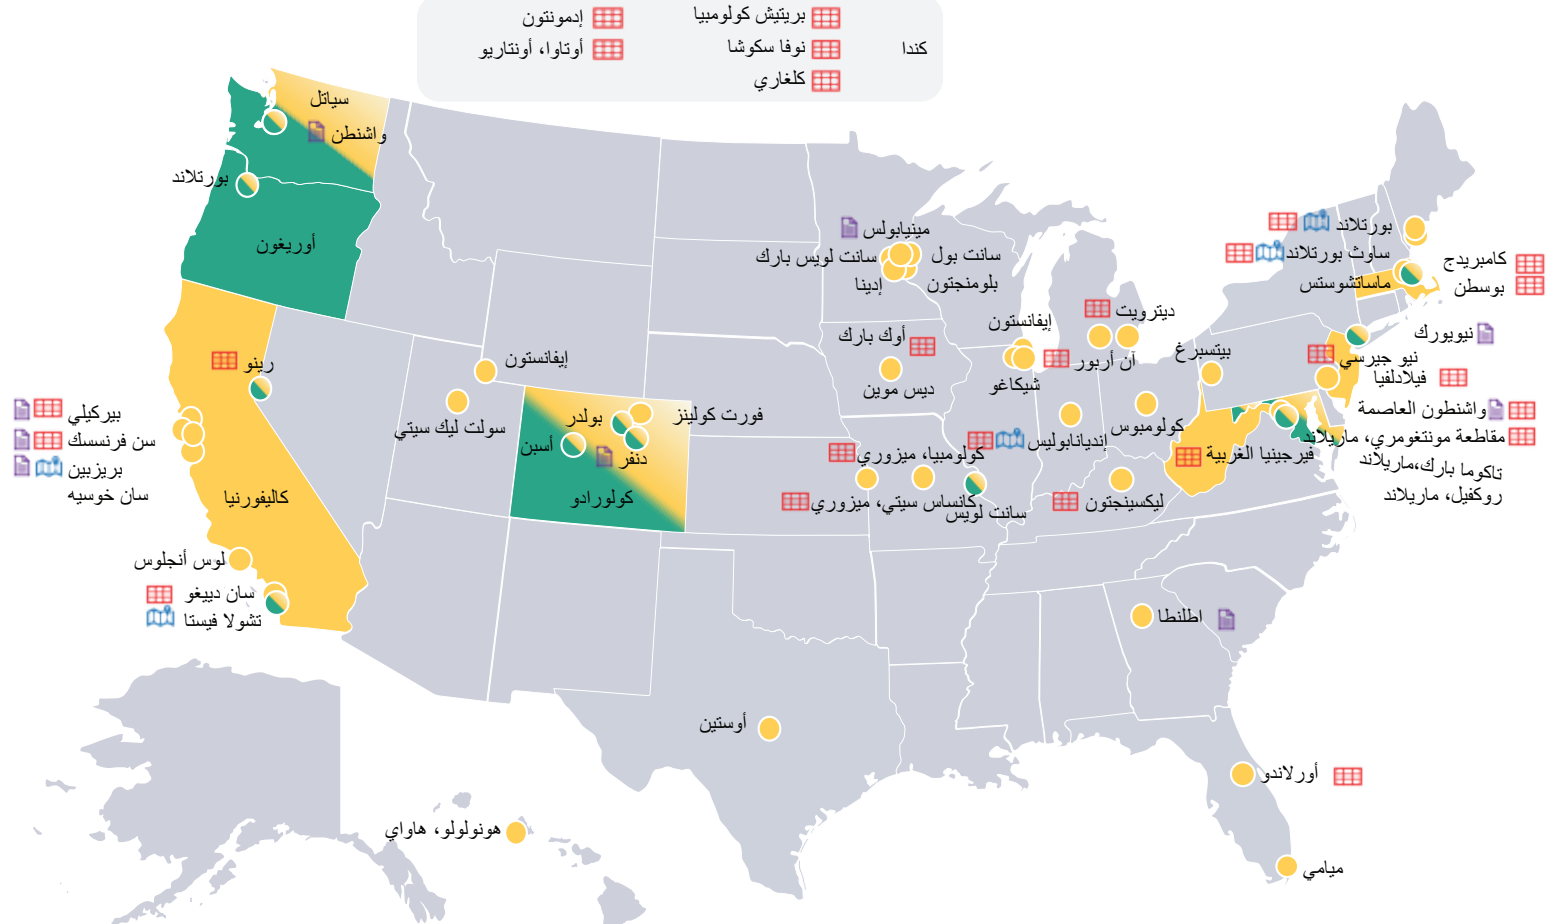 بريتيش كولومبيا
إدمونتون
كندا
نوفا سكوشا
أوتاوا، أونتاريو
كلغاري
سياتل
واشنطن
بورتلاند
أوريغون
رينو
بيركيلي
سن فرنسسك
بريزبين
سان خوسيه
كاليفورنيا
لوس أنجلوس
سان دييغو
تشولا فيستا
إيفانستون
سولت ليك سيتي
بولدر
فورت كولينز
أسبن
دنفر
كولورادو
مينيابولس
سانت لويس بارك
سانت بول
إدينا
بلومنجتون
أوك بارك
ديس موين
إيفانستون
شيكاغو
ديترويت
آن أربور
بيتسبرغ
كولومبوس
إنديانابوليس
كولومبيا، ميزوري
كانساس سيتي، ميزوري
سانت لويس
ليكسينجتون
فيرجينيا الغربية
بورتلاند
ساوث بورتلاند
ماساتشوستس
كامبريدج
بوسطن
نيويورك
نيو جيرسي
فيلادلفيا
واشنطون العاصمة
مقاطعة مونتغومري، ماريلاند
تاكوما بارك،ماريلاند
روكفيل، ماريلاند
اطلنطا
أوستين
أورلاندو
ميامي
هونولولو، هاواي